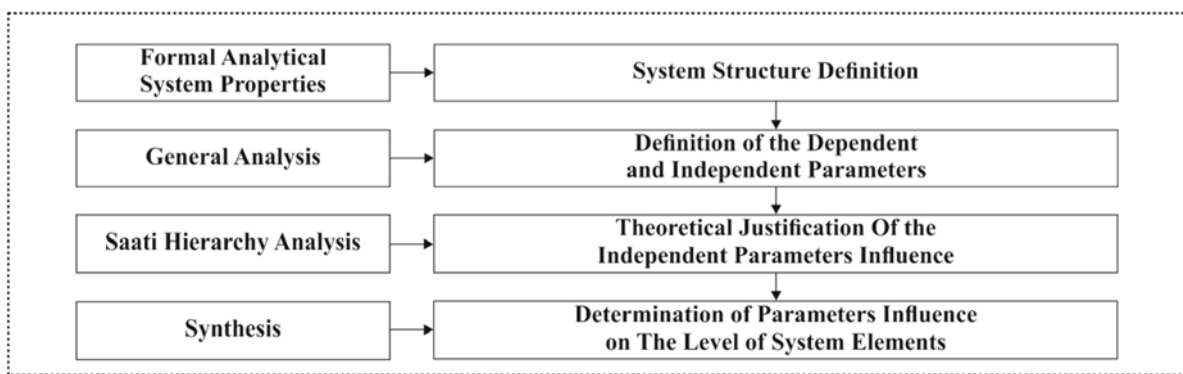 Formal Analytical
System Properties
System Structure Definition
General Analysis
Definition of the Dependent
and Independent Parameters
Saati Hierarchy Analysis
Theoretical Justification Of the
Independent Parameters Influence
Synthesis
Determination of Parameters Influence
on The Level of System Elements